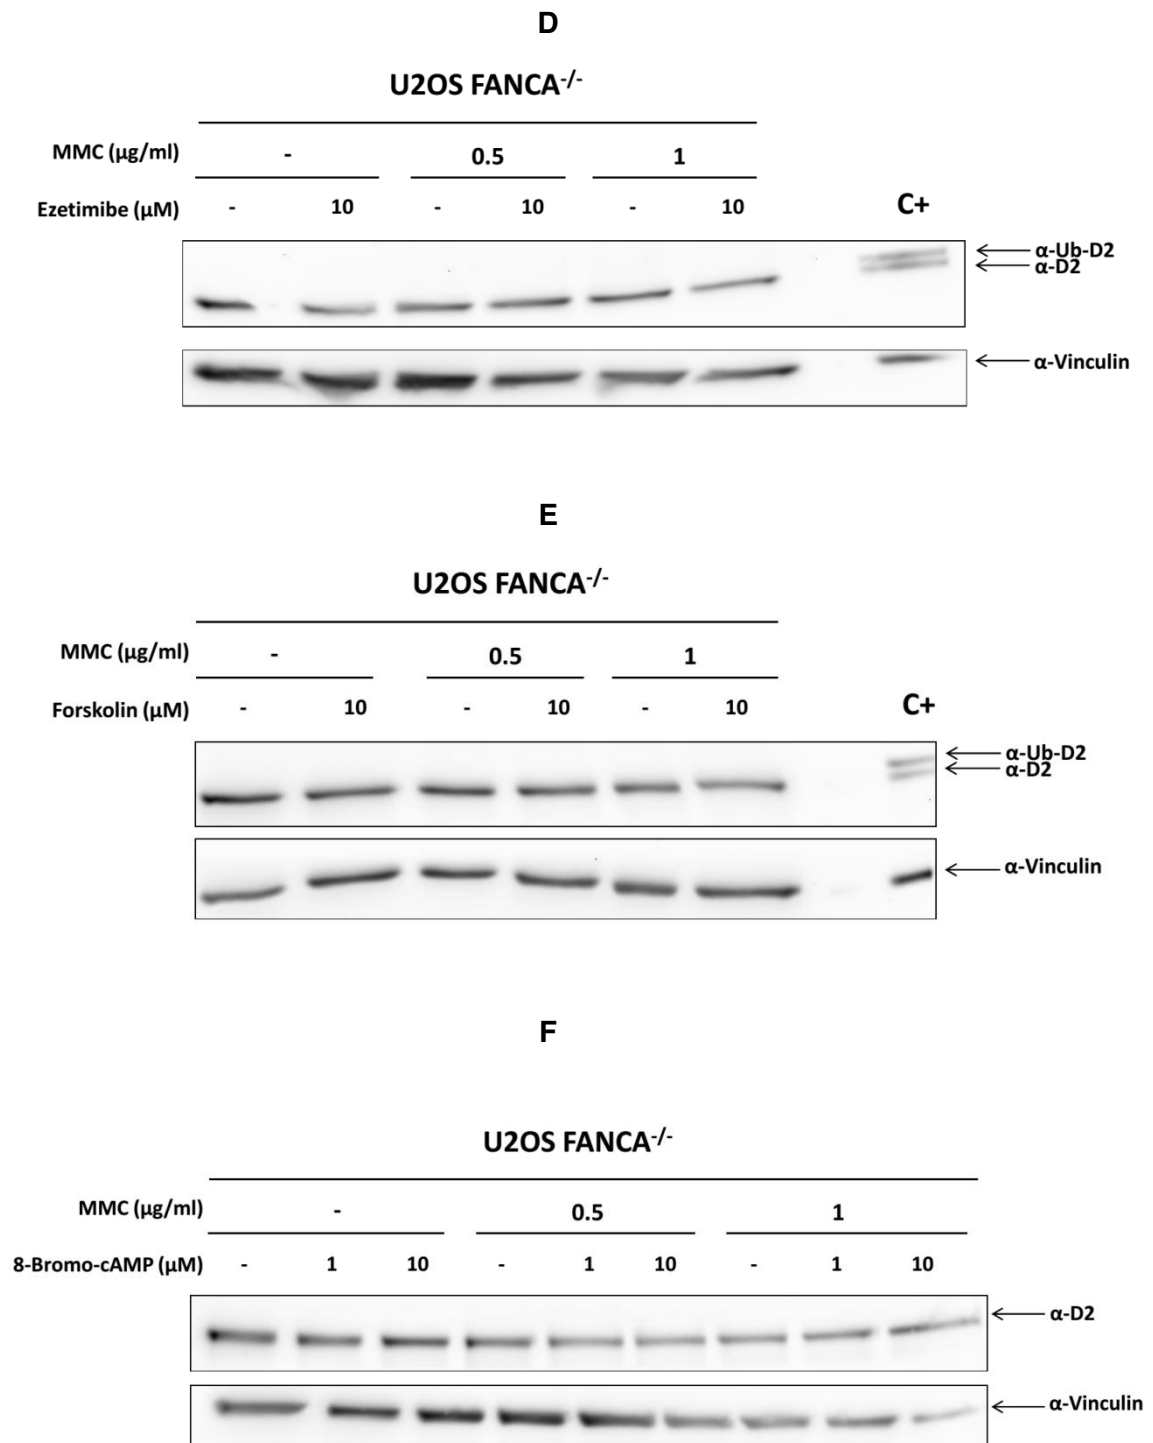 D
U2OS FANCA-/-
MMC (µg/ml) - 0.5 1
Ezetimibe (µM) - 10 - 10 - 10 C+
α-Ub-D2
α-D2
α-Vinculin
E
U2OS FANCA-/-
MMC (µg/ml) - 0.5 1
Forskolin (µM) - 10 - 10 - 10 C+
α-Ub-D2
α-D2
α-Vinculin
F
U2OS FANCA-/-
MMC (µg/ml) - 0.5 1
8-Bromo-cAMP (µM) - 1 10 - 1 10 - 1 10
α-D2
α-Vinculin